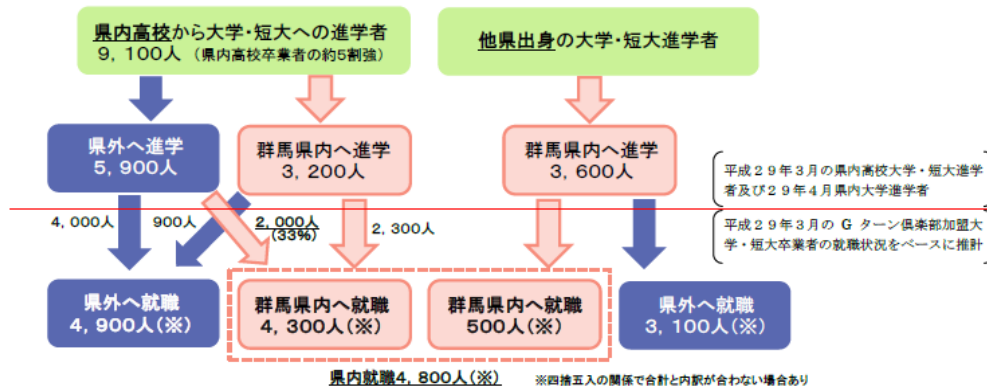 県内高校から大学・短大への進学者
9,100人 (県内高校卒業者の約5割強)
他県出身の大学・短大進学者
県外へ進学
5,900人
群馬県内へ進学
3,200人
群馬県内へ進学
3,600人
平成29年3月の県内高校大学・短大進学
者及び29年4月県内大学進学者
4,000人
900人
2,000人
(33%)
2,300人
平成29年3月の G ターン倶楽部加盟大
学・短大卒業者の就職状況をベースに推計
県外へ就職
4,900人(※)
群馬県内へ就職
4,300人(※)
群馬県内へ就職
500人(※)
県外へ就職
3,100人(※)
県内就職4,800人(※)
※四捨五入の関係で合計と内訳が合わない場合あり